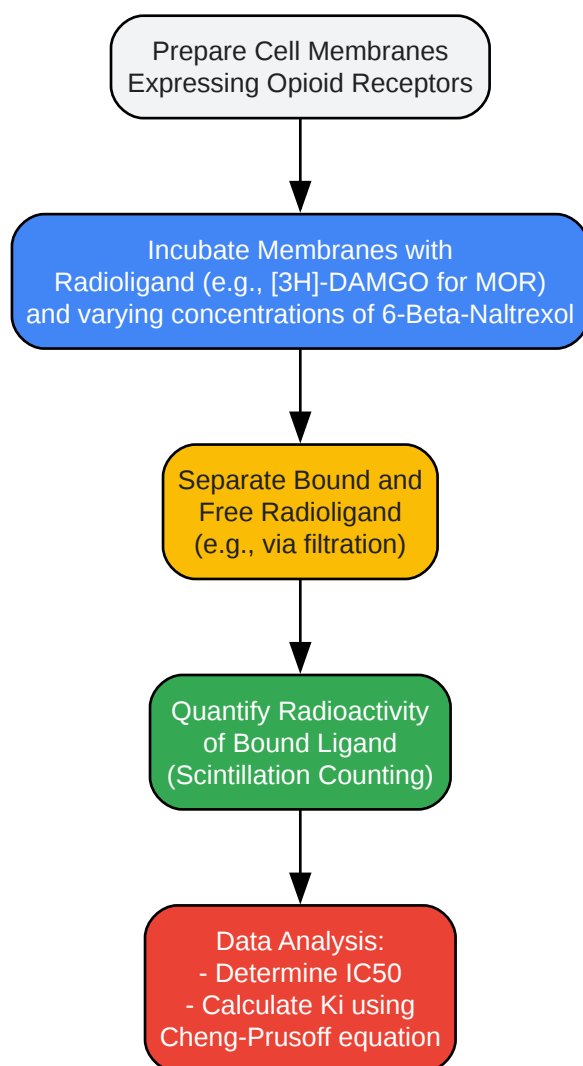 Prepare Cell Membranes
Expressing Opioid Receptors
Incubate Membranes with
Radioligand (e.g., [3H]-DAMGO for MOR)
and varying concentrations of 6-Beta-Naltrexol
Separate Bound and
Free Radioligand
(e.g., via filtration)
Quantify Radioactivity
of Bound Ligand
(Scintillation Counting)
Data Analysis:
- Determine IC50
- Calculate Ki using
Cheng-Prusoff equation